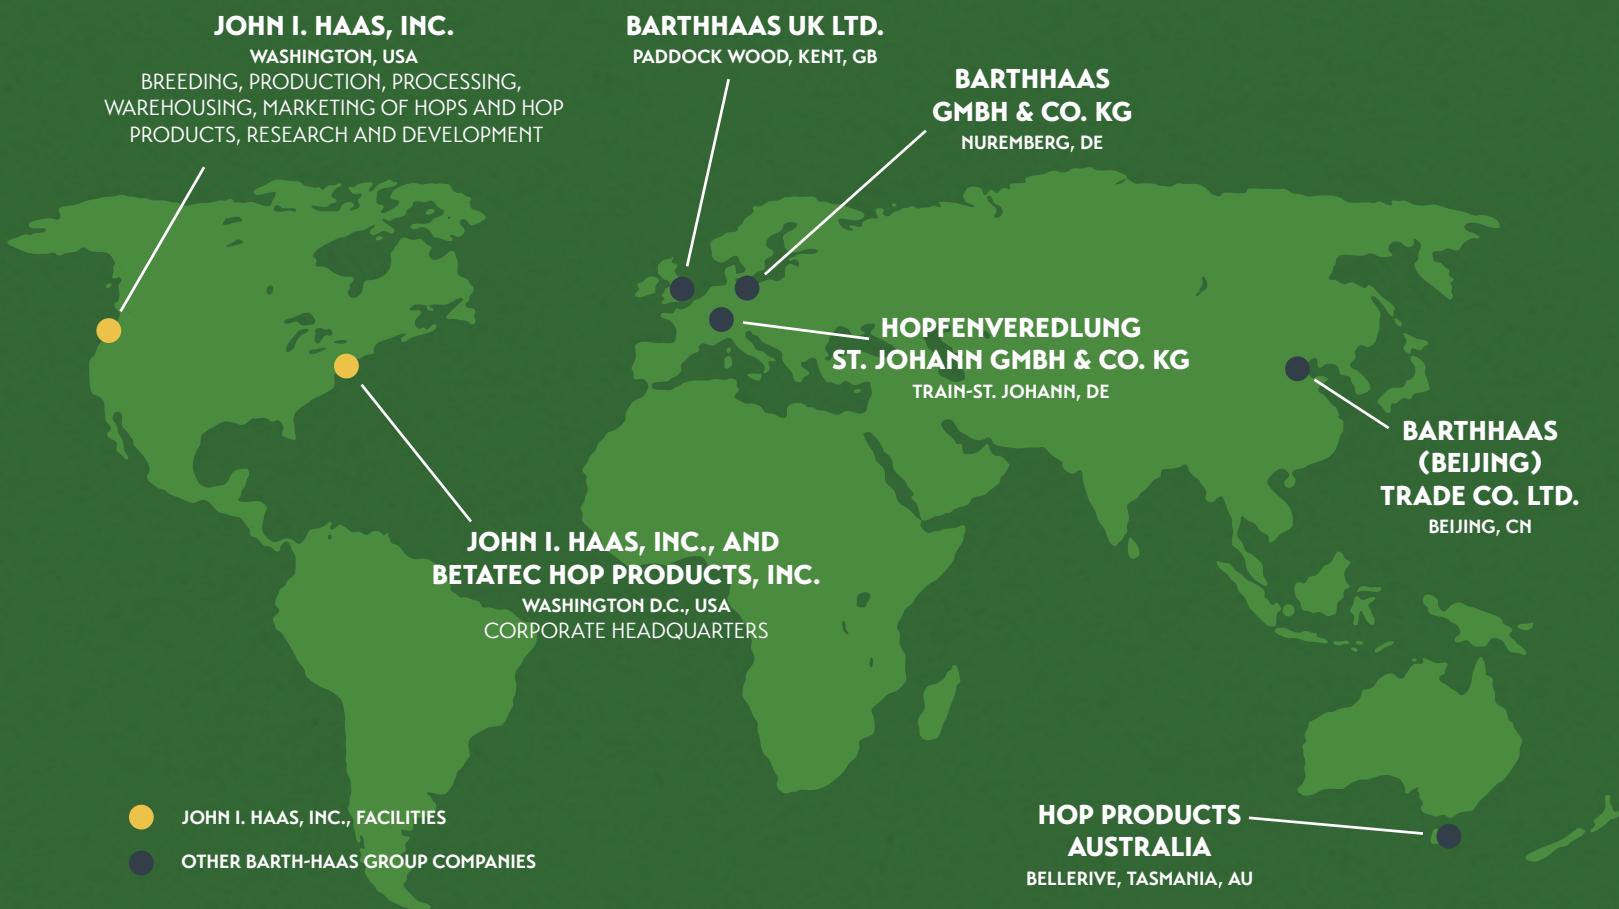 JOHN I. HAAS, INC.
WASHINGTON, USA
BREEDING, PRODUCTION, PROCESSING,
WAREHOUSING, MARKETING OF HOPS AND HOP
PRODUCTS, RESEARCH AND DEVELOPMENT
BARTHHAAS UK LTD.
PADDOCK WOOD, KENT, GB
BARTHHAAS
GMBH & CO. KG
NUREMBERG, DE
HOPFENVEREDLUNG
ST. JOHANN GMBH & CO. KG
TRAIN-ST. JOHANN, DE
BARTHHAAS
(BEIJING)
TRADE CO. LTD.
BEIJING, CN
JOHN I. HAAS, INC., AND
BETATEC HOP PRODUCTS, INC.
WASHINGTON D.C., USA
CORPORATE HEADQUARTERS
HOP PRODUCTS
AUSTRALIA
BELLERIVE, TASMANIA, AU
JOHN I. HAAS, INC., FACILITIES
OTHER BARTH-HAAS GROUP COMPANIES